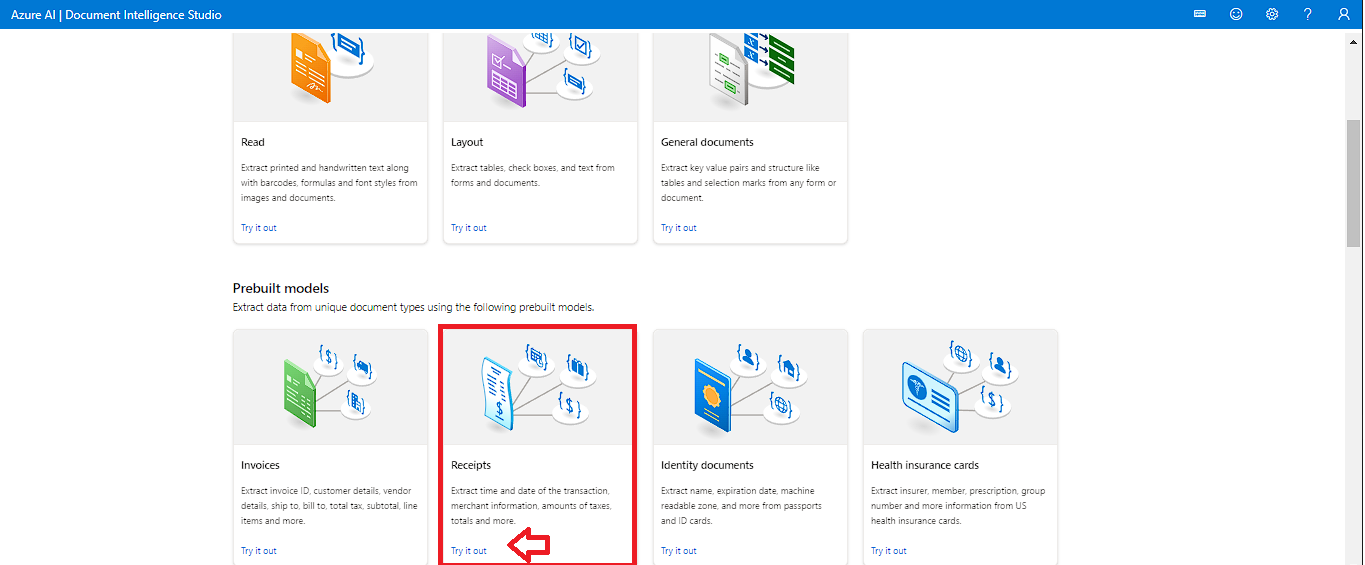 Azure AI | Document Intelligence Studio
Read
Extract printed and handwritten text along
with barcodes, formulas and font styles from
images and documents.
Try it out
Layout
Extract tables, check boxes, and text from
forms and documents.
Try it out
General documents
Extract key value pairs and structure like
tables and selection marks from any form or
document.
Try it out
Prebuilt models
Extract data from unique document types using the following prebuilt models.
Invoices
Extract invoice ID, customer details, vendor
details, ship to, bill to, total tax, subtotal, line
items and more.
Try it out
Receipts
Extract time and date of the transaction,
merchant information, amounts of taxes,
totals and more.
Try it out
Identity documents
Extract name, expiration date, machine
readable zone, and more from passports
and ID cards.
Try it out
Health insurance cards
Extract insurer, member, prescription, group
number and more information from US
health insurance cards.
Try it out